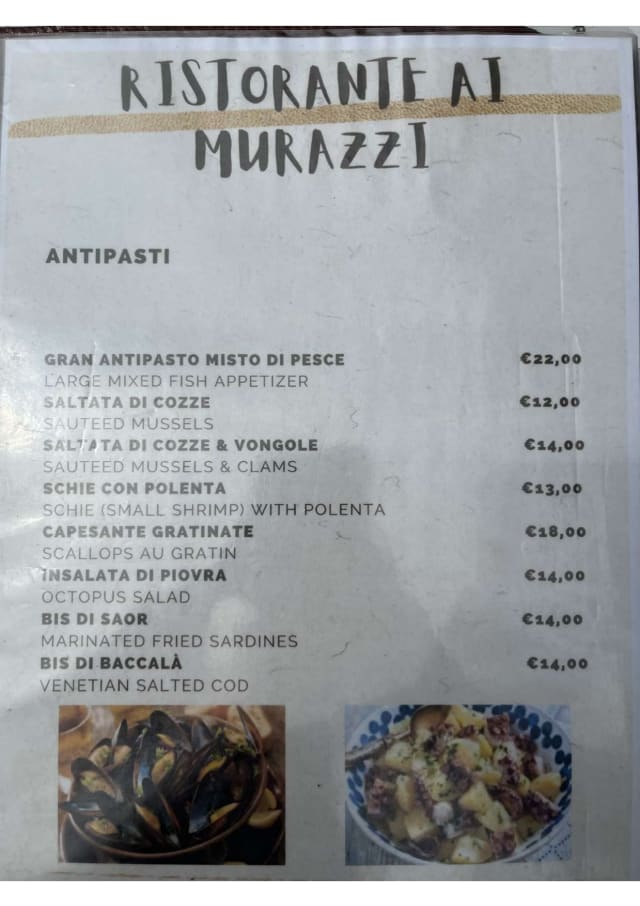 RISTORANTE AI
MURAZZI
ANTIPASTI
GRAN ANTIPASTO MISTO DI PESCE €22,00
LARGE MIXED FISH APPETIZER
SALTATA DI COZZE €12,00
SAUTEED MUSSELS
SALTATA DI COZZE & VONGOLE €14,00
SAUTEED MUSSELS & CLAMS
SCHIE CON POLENTA €13,00
SCHIE (SMALL SHRIMP) WITH POLENTA
CAPESANTE GRATINATE €18,00
SCALLOPS AU GRATIN
INSALATA DI PIOVRA €14,00
OCTOPUS SALAD
BIS DI SAOR €14,00
MARINATED FRIED SARDINES
BIS DI BACCALÀ €14,00
VENETIAN SALTED COD